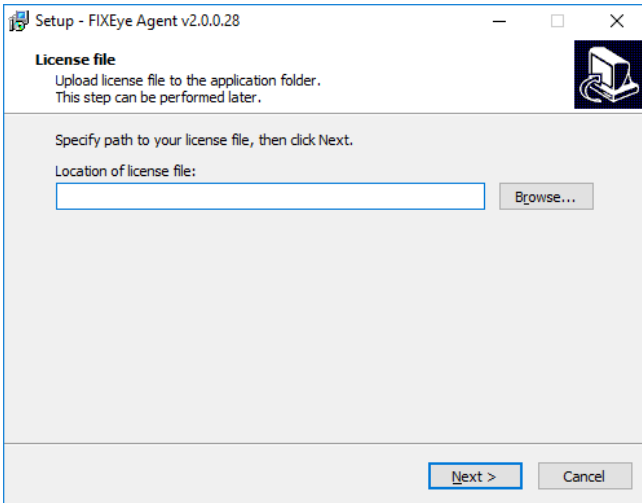 Setup - FIXEye Agent v2.0.0.28
License file
Upload license file to the application folder.
This step can be performed later.
Specify path to your license file, then click Next.
Location of license file:
Browse...
Next >
Cancel